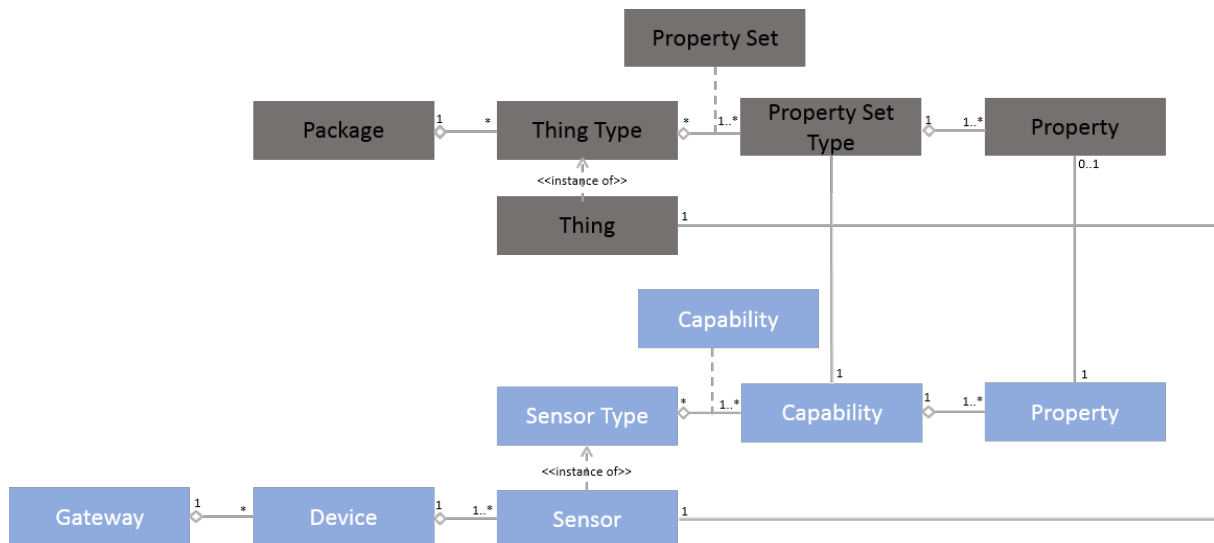 Property Set
Package
1
*
Thing Type
*
1..*
Property Set
Type
1
1..*
Property
<<instance of>>
0..1
Thing
1
Capability
1
1
Sensor Type
*
1..*
Capability
1
1..*
Property
<<instance of>>
Gateway
1
*
Device
1
1..*
Sensor
1